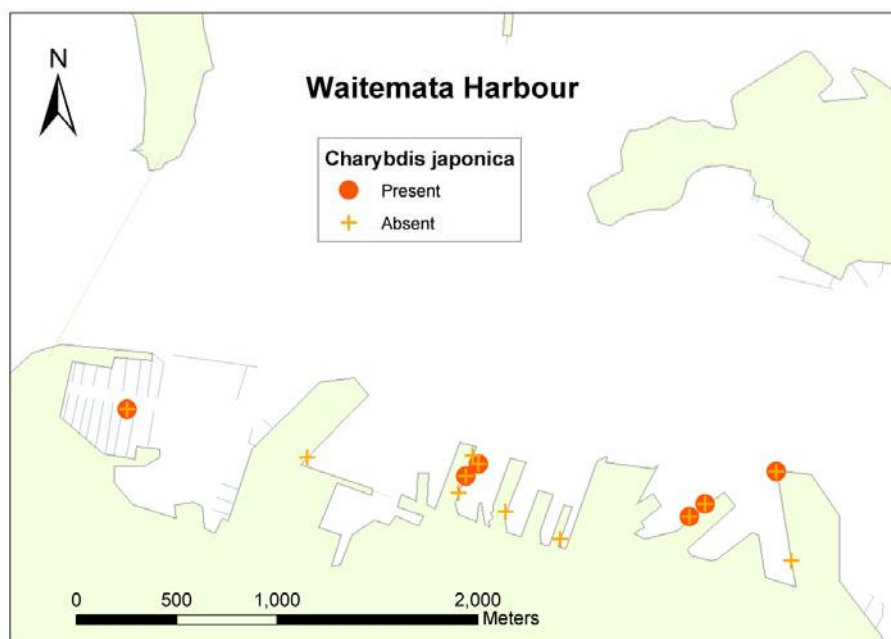 N
Waitemata Harbour
Charybdis japonica
Present
Absent
0 500 1,000 2,000
Meters